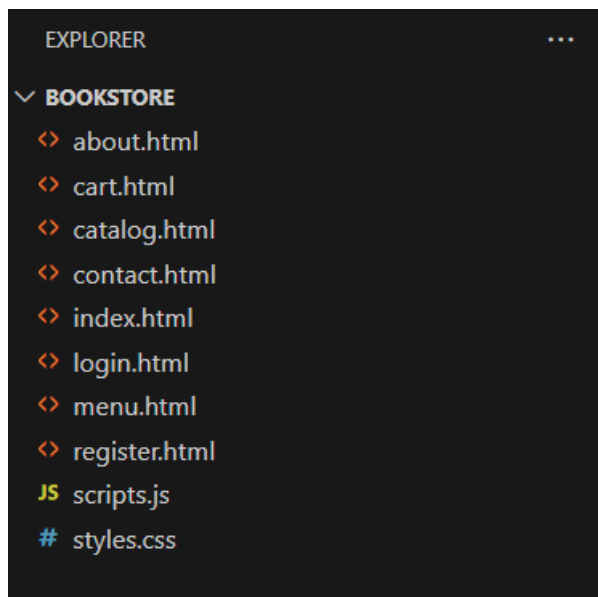 EXPLORER ...
BOOKSTORE
<> about.html
<> cart.html
<> catalog.html
<> contact.html
<> index.html
<> login.html
<> menu.html
<> register.html
JS scripts.js
# styles.css